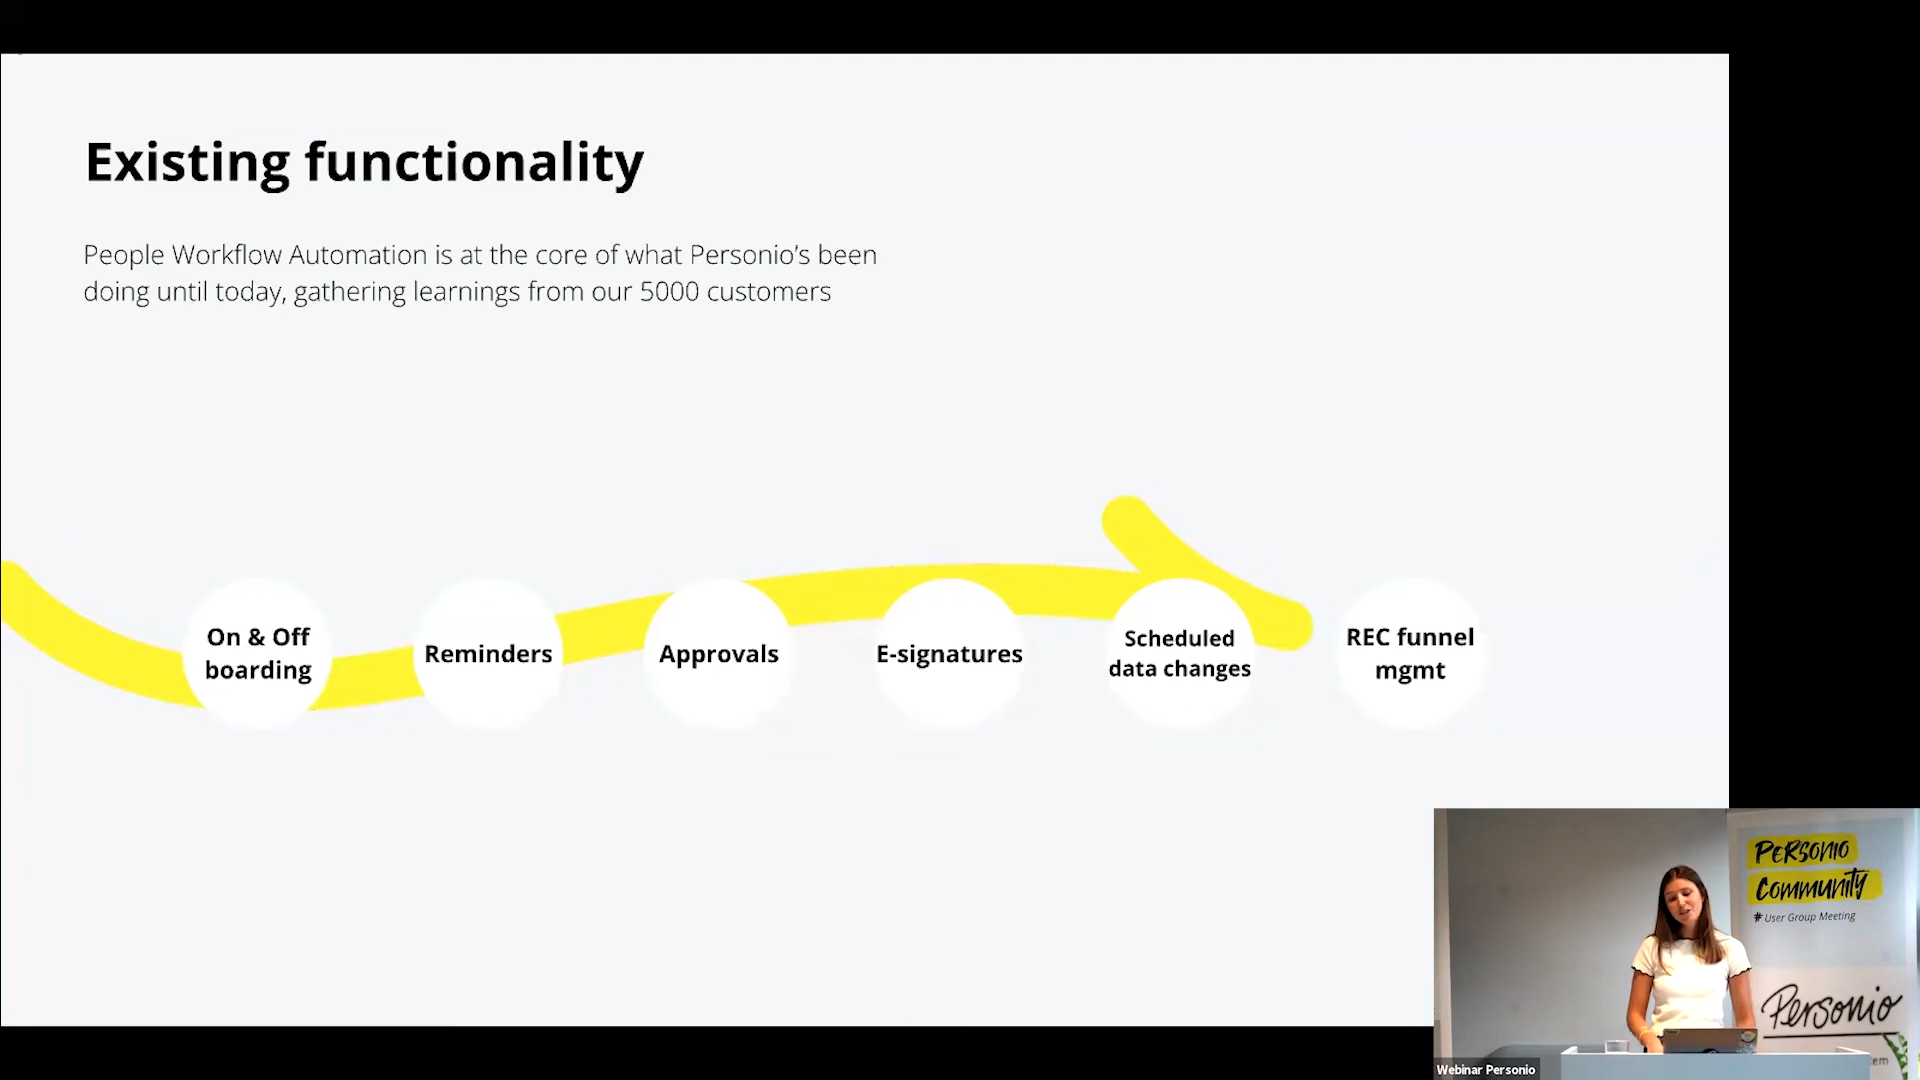 Existing functionality
People Workflow Automation is at the core of what Personio’s been
doing until today, gathering learnings from our 5000 customers
On & Off
boarding
Reminders
Approvals
E-signatures
Scheduled
data changes
REC funnel
mgmt
PERSONIO
COMMUNITY
# User Group Meeting
Personio
Webinar Personio